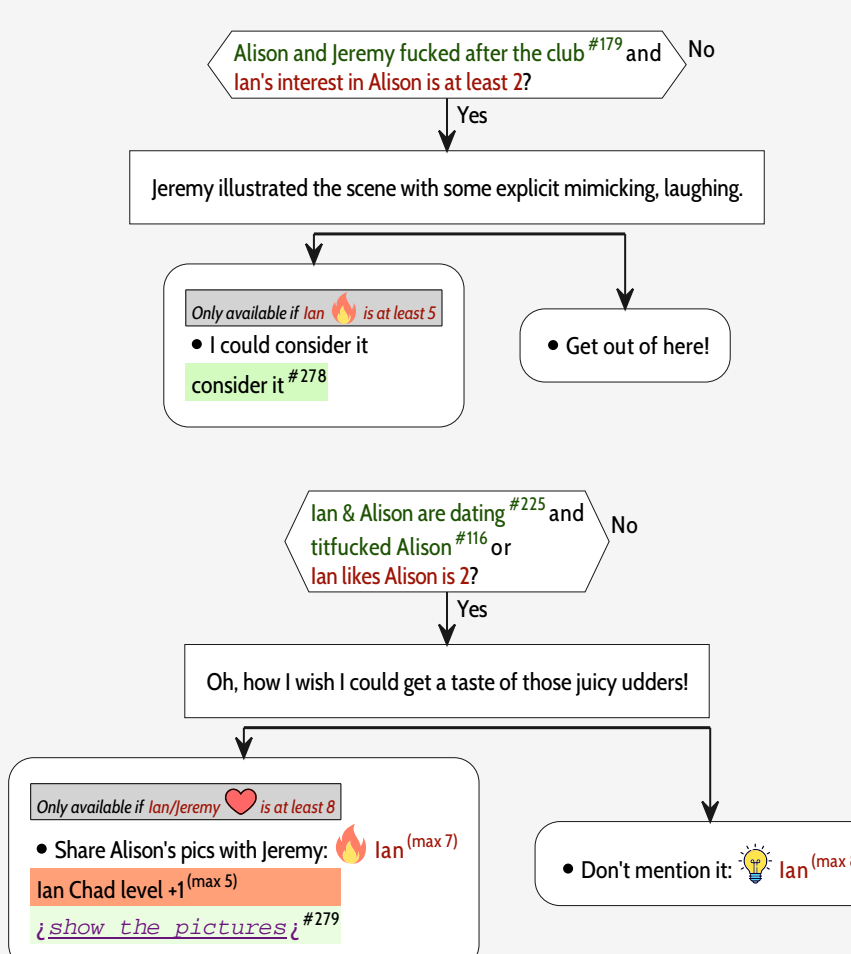 Alison and Jeremy fucked after the club #179 and
No
Ian's interest in Alison is at least 2?
Yes
Jeremy illustrated the scene with some explicit mimicking, laughing.
Only available if Ian 🔥 is at least 5
• I could consider it
consider it #278
• Get out of here!
Ian & Alison are dating #225 and
No
titfucked Alison #116 or
Ian likes Alison is 2?
Yes
Oh, how I wish I could get a taste of those juicy udders!
Only available if Ian/Jeremy ❤ is at least 8
• Share Alison's pics with Jeremy: 🔥 Ian (max 7)
Ian Chad level +1 (max 5)
¿show the pictures¿ #279
• Don't mention it: 💡 Ian (max